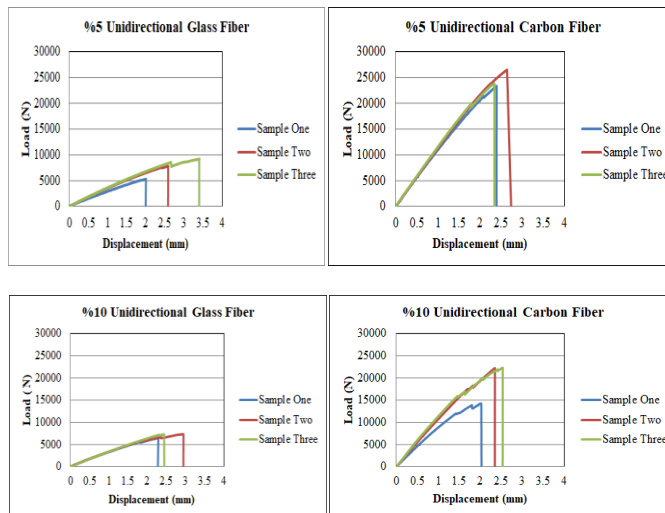 %5 Unidirectional Glass Fiber
30000
25000
20000
15000
10000
5000
0
Load (N)
0 0.5 1 1.5 2 2.5 3 3.5 4
Displacement (mm)
Sample One
Sample Two
Sample Three
%5 Unidirectional Carbon Fiber
30000
25000
20000
15000
10000
5000
0
Load (N)
0 0.5 1 1.5 2 2.5 3 3.5 4
Displacement (mm)
Sample One
Sample Two
Sample Three
%10 Unidirectional Glass Fiber
30000
25000
20000
15000
10000
5000
0
Load ( N)
0 0.5 1 1.5 2 2.5 3 3.5 4
Displacement (mm)
Sample One
Sample Two
Sample Three
%10 Unidirectional Carbon Fiber
30000
25000
20000
15000
10000
5000
0
Load (N)
0 0.5 1 1.5 2 2.5 3 3.5 4
Displacement (mm)
Sample One
Sample Two
Sample Three